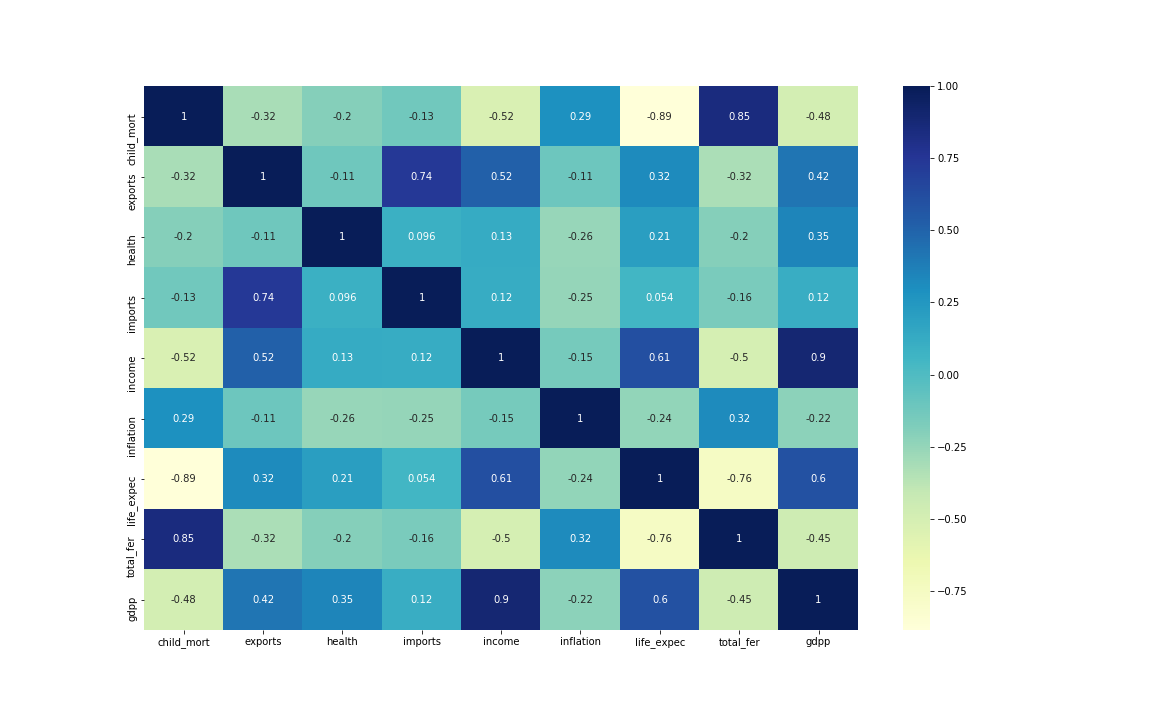 child_mort 1 -0.32 -0.2 -0.13 -0.52 0.29 -0.89 0.85 -0.48
exports -0.32 1 -0.11 0.74 0.52 -0.11 0.32 -0.32 0.42
health -0.2 -0.11 1 0.096 0.13 -0.26 0.21 -0.2 0.35
imports -0.13 0.74 0.096 1 0.12 -0.25 0.054 -0.16 0.12
income -0.52 0.52 0.13 0.12 1 -0.15 0.61 -0.5 0.9
inflation 0.29 -0.11 -0.26 -0.25 -0.15 1 -0.24 0.32 -0.22
life_expec -0.89 0.32 0.21 0.054 0.61 -0.24 1 -0.76 0.6
total_fer 0.85 -0.32 -0.2 -0.16 -0.5 0.32 -0.76 1 -0.45
gdpp -0.48 0.42 0.35 0.12 0.9 -0.22 0.6 -0.45 1
child_mort exports health imports income inflation life_expec total_fer gdpp
1.00
0.75
0.50
0.25
0.00
−0.25
−0.50
−0.75